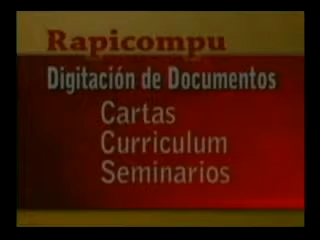 Rapicompu
Digitación de Documentos
Cartas
Curriculum
Seminarios